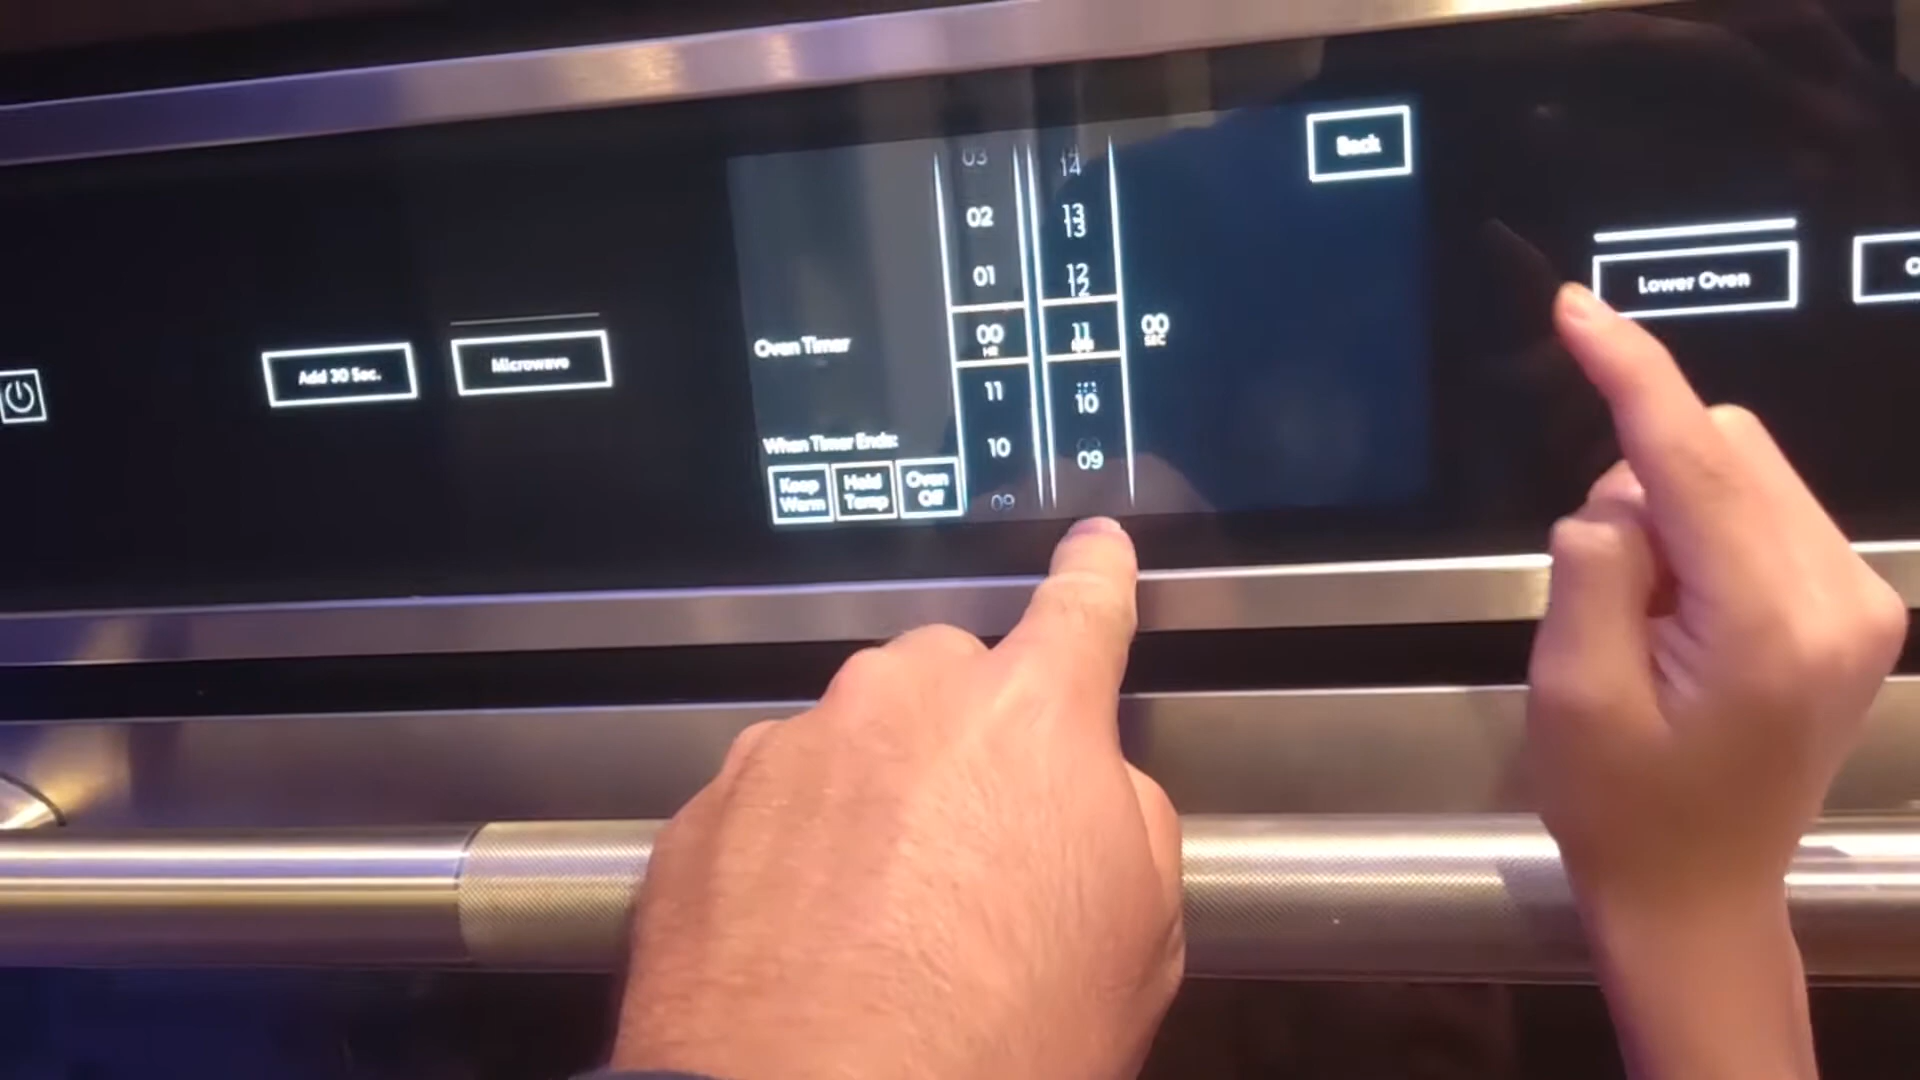 Add 30 Sec.
Microwave
Oven Timer
When Timer Ends:
Keep
Warm
Hold
Temp
Oven
Off
03
02
01
00
HR
11
10
09
14
13
12
11
10
09
00
SEC
Back
Lower Oven